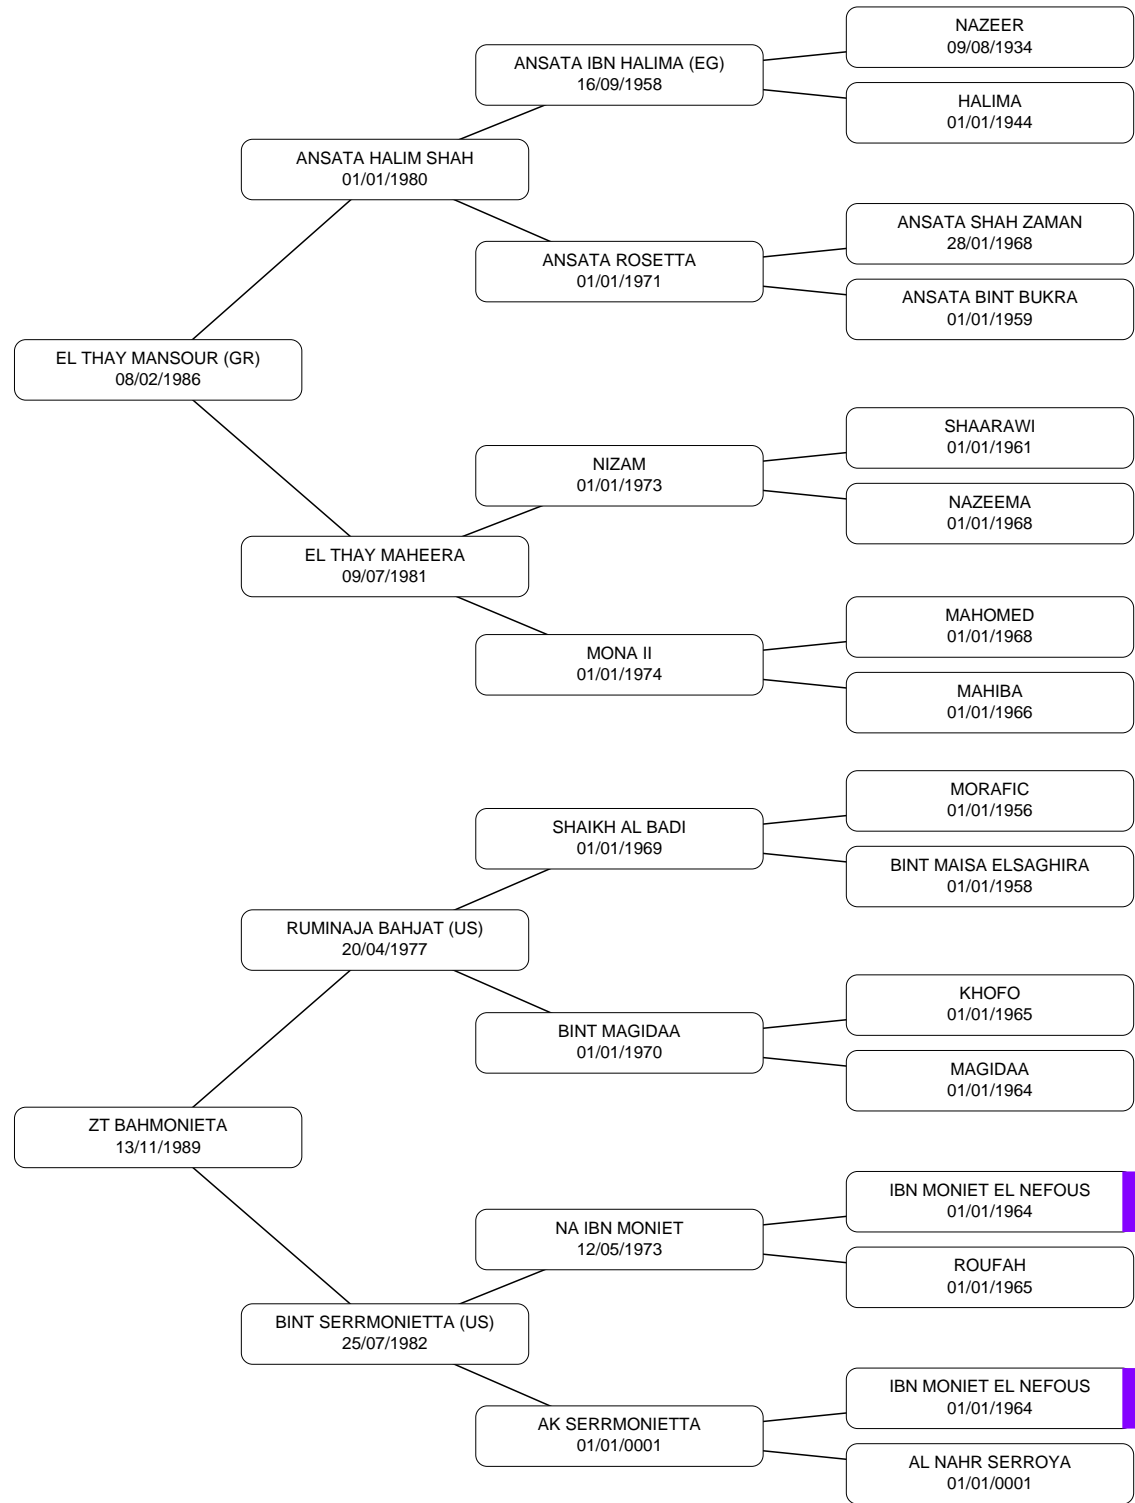 NAZEER
09/08/1934
ANSATA IBN HALIMA (EG)
16/09/1958
HALIMA
01/01/1944
ANSATA HALIM SHAH
01/01/1980
ANSATA SHAH ZAMAN
28/01/1968
ANSATA ROSETTA
01/01/1971
ANSATA BINT BUKRA
01/01/1959
EL THAY MANSOUR (GR)
08/02/1986
SHAARAWI
01/01/1961
NIZAM
01/01/1973
NAZEEMA
01/01/1968
EL THAY MAHEERA
09/07/1981
MAHOMED
01/01/1968
MONA II
01/01/1974
MAHIBA
01/01/1966
MORAFIC
01/01/1956
SHAIKH AL BADI
01/01/1969
BINT MAISA ELSAGHIRA
01/01/1958
RUMINAJA BAHJAT (US)
20/04/1977
KHOFO
01/01/1965
BINT MAGIDAA
01/01/1970
MAGIDAA
01/01/1964
ZT BAHMONIETA
13/11/1989
IBN MONIET EL NEFOUS
01/01/1964
NA IBN MONIET
12/05/1973
ROUFAH
01/01/1965
BINT SERRMONIETTA (US)
25/07/1982
IBN MONIET EL NEFOUS
01/01/1964
AK SERRMONIETTA
01/01/0001
AL NAHR SERROYA
01/01/0001